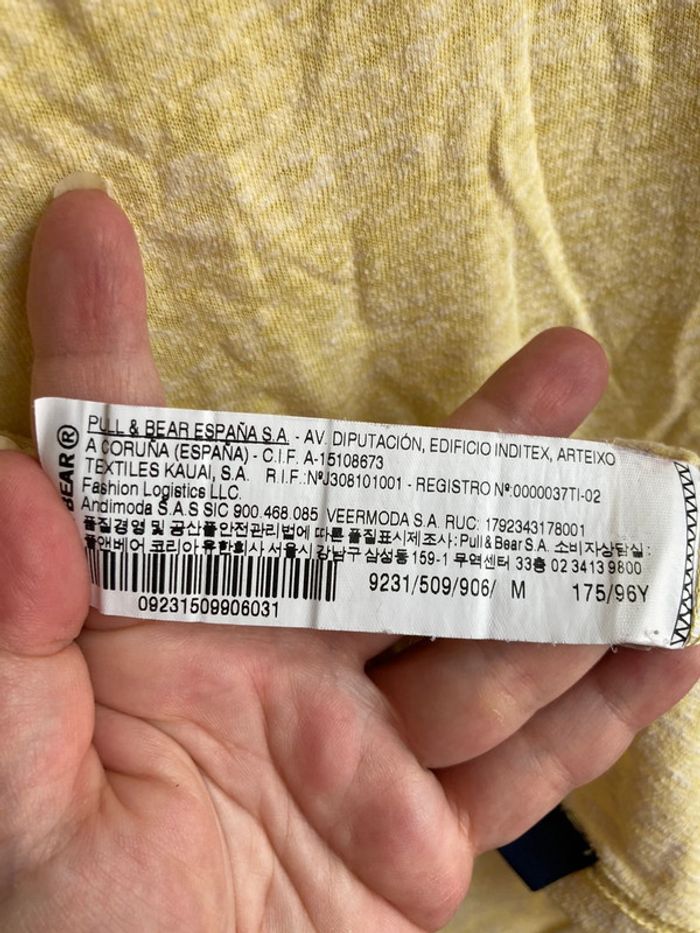 BEAR®
PULL & BEAR ESPAÑA S.A. - AV. DIPUTACIÓN, EDIFICIO INDITEX, ARTEIXO
A CORUÑA (ESPAÑA) - C.I.F. A-15108673
TEXTILES KAUAI, S.A. R.I.F.:NºJ308101001 - REGISTRO Nº:0000037TI-02
Fashion Logistics LLC.
Andimoda S.A.S SIC 900.468.085 VEERMODA S.A. RUC: 1792343178001
품질경영 및 공산품안전관리법에 따른 품질표시제조사: Pull&Bear S.A. 소비자상담실:
풀앤베어 코리아 유한회사 서울시 강남구 삼성동 159-1 무역센터 33층 02 3413 9800
9231/509/906/ M 175/96Y
09231509906031